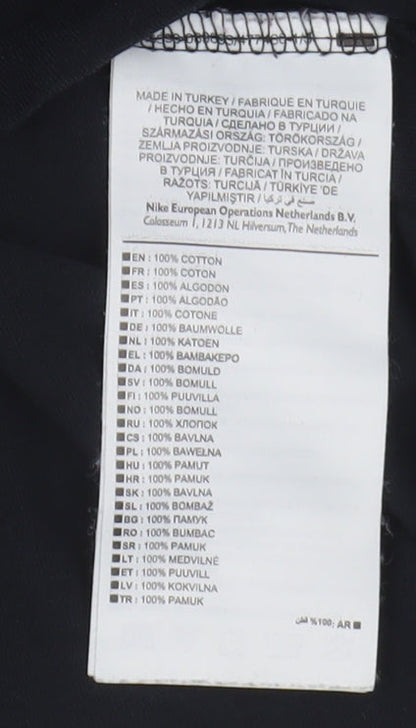 MADE IN TURKEY / FABRIQUE EN TURQUIE
/ HECHO EN TURQUIA / FABRICADO NA
TURQUIA / СДЕЛАНО В ТУРЦИИ /
SZÁRMAZÁSI ORSZÁG: TÖRÖKORSZÁG /
ZEMLJA PROIZVODNJE: TURSKA / DRŽAVA
PROIZVODNJE: TURČIJA / ПРОИЗВЕДЕНО
В ТУРЦИЯ / FABRICAT ÎN TURCIA /
RAŽOTS: TURCIJĀ / TÜRKİYE 'DE
YAPILMIŞTIR / صنع في تركيا
Nike European Operations Netherlands B.V.
Colosseum 1, 1213 NL Hilversum, The Netherlands
EN : 100% COTTON
FR : 100% COTON
ES : 100% ALGODON
PT : 100% ALGODÃO
IT : 100% COTONE
DE : 100% BAUMWOLLE
NL : 100% KATOEN
EL : 100% ΒΑΜΒΑΚΕΡΟ
DA : 100% BOMULD
SV : 100% BOMULL
FI : 100% PUUVILLA
NO : 100% BOMULL
RU : 100% ХЛОПОК
CS : 100% BAVLNA
PL : 100% BAWEŁNA
HU : 100% PAMUT
HR : 100% PAMUK
SK : 100% BAVLNA
SL : 100% BOMBAŽ
BG : 100% ПАМУК
RO : 100% BUMBAC
SR : 100% PAMUK
LT : 100% MEDVILNĖ
ET : 100% PUUVILL
LV : 100% KOKVILNA
TR : 100% PAMUK
AR :100% قطن